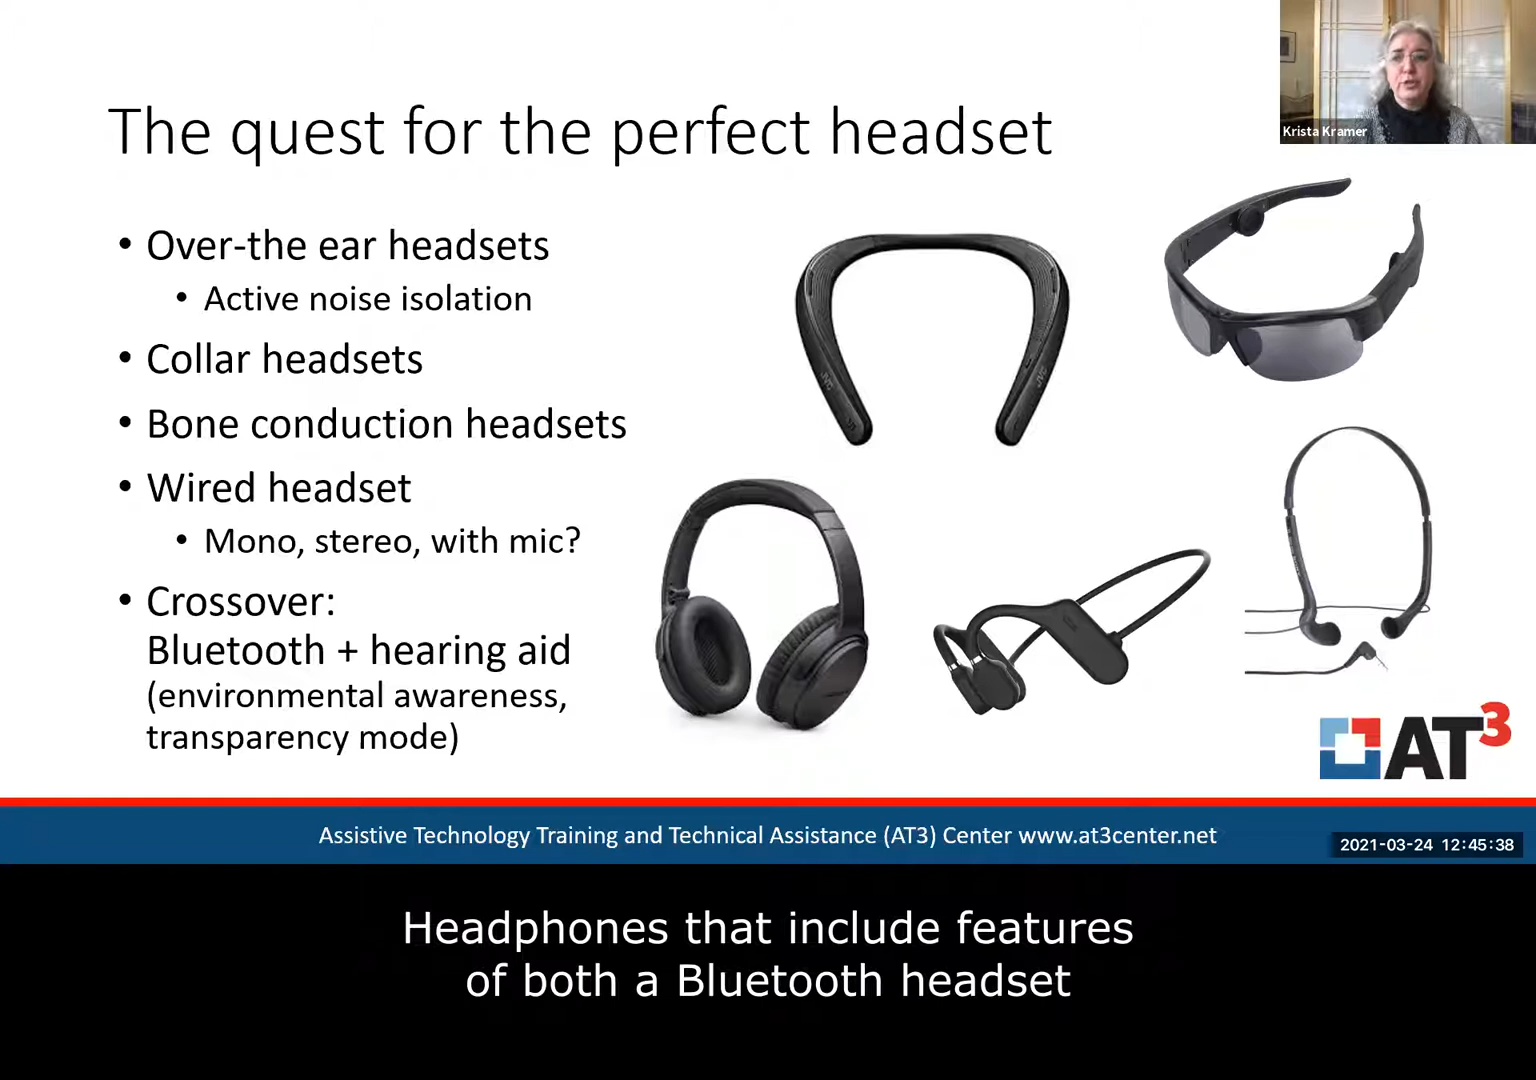 Krista Kramer
The quest for the perfect headset
• Over-the ear headsets
• Active noise isolation
• Collar headsets
• Bone conduction headsets
• Wired headset
• Mono, stereo, with mic?
• Crossover:
Bluetooth + hearing aid
(environmental awareness,
transparency mode)
JVC
JVC
AT3
Assistive Technology Training and Technical Assistance (AT3) Center www.at3center.net
2021-03-24 12:45:38
Headphones that include features
of both a Bluetooth headset